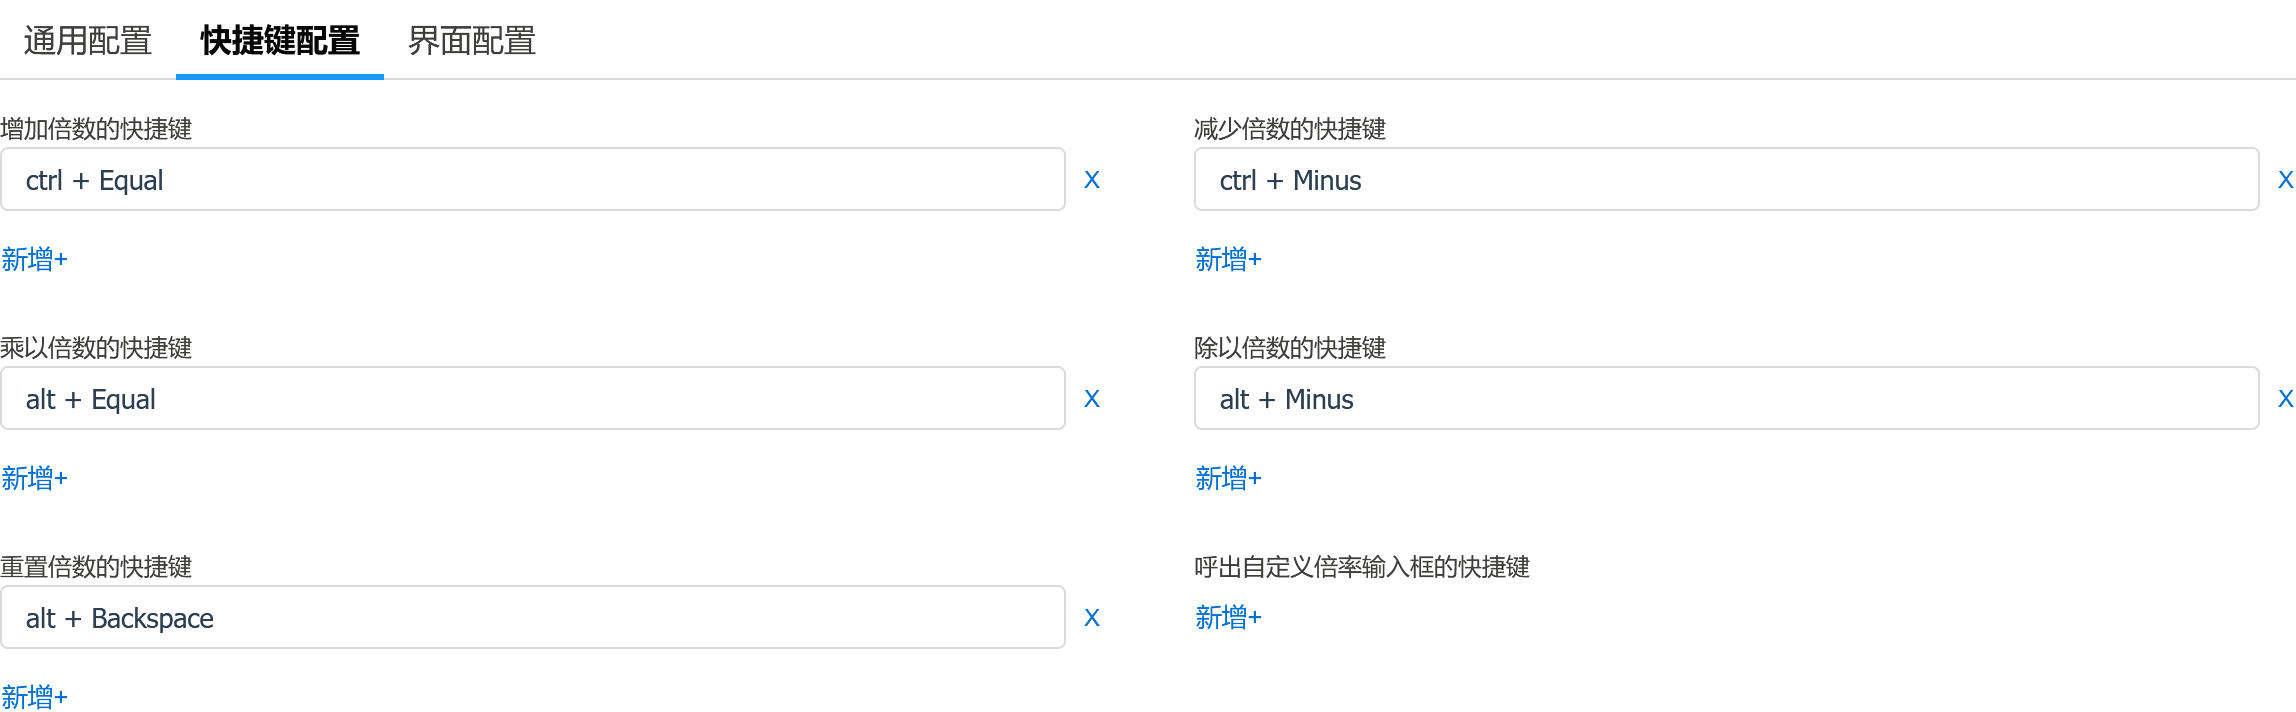 通用配置 快捷键配置 界面配置
增加倍数的快捷键
ctrl + Equal X
新增+
减少倍数的快捷键
ctrl + Minus X
新增+
乘以倍数的快捷键
alt + Equal X
新增+
除以倍数的快捷键
alt + Minus X
新增+
重置倍数的快捷键
alt + Backspace X
新增+
呼出自定义倍率输入框的快捷键
新增+